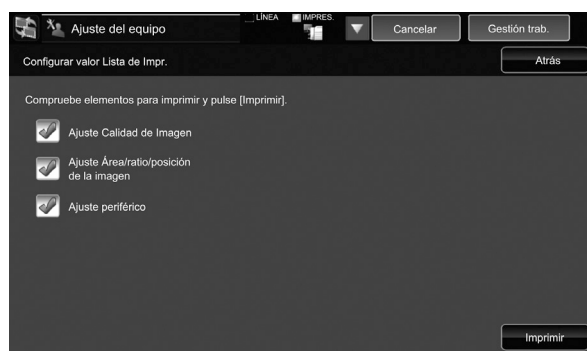 LÍNEA IMPRES.
Ajuste del equipo
Cancelar
Gestión trab.
Configurar valor Lista de Impr.
Atrás
Compruebe elementos para imprimir y pulse [Imprimir].
Ajuste Calidad de Imagen
Ajuste Área/ratio/posición
de la imagen
Ajuste periférico
Imprimir